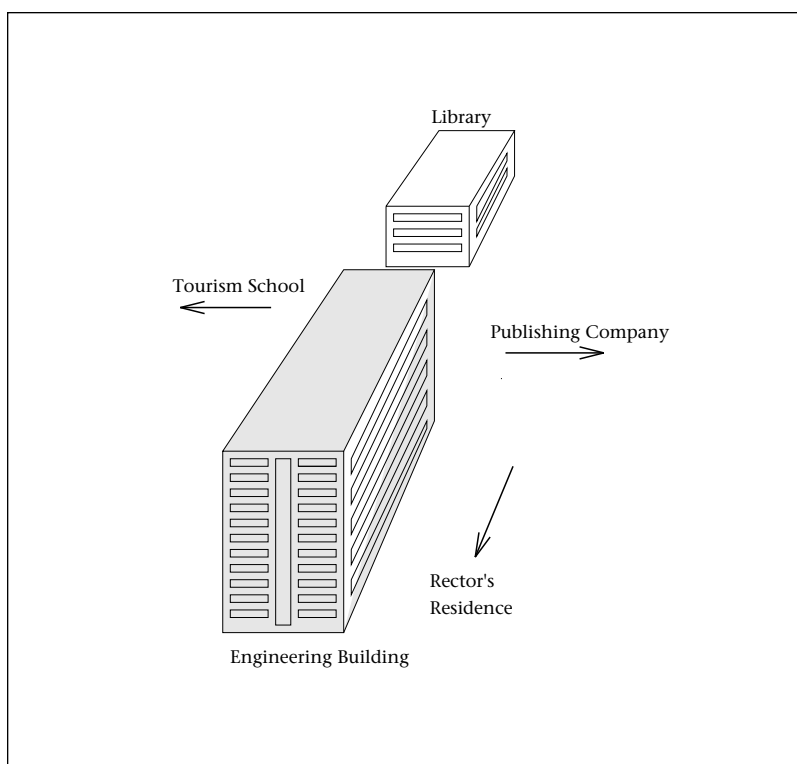 Library
Tourism School
Publishing Company
Rector's
Residence
Engineering Building